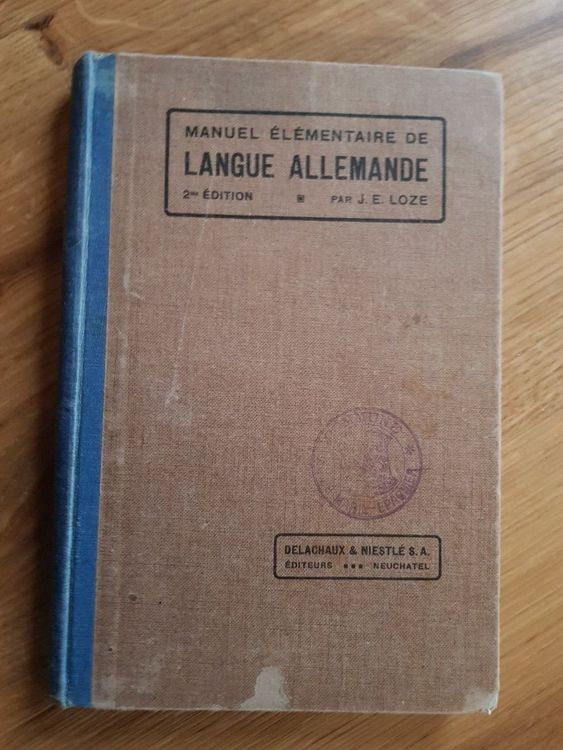 MANUEL ÉLÉMENTAIRE DE
LANGUE ALLEMANDE
2me ÉDITION ▣ PAR J. E. LOZE
DELACHAUX & NIESTLÉ S.A.
ÉDITEURS *** NEUCHATEL